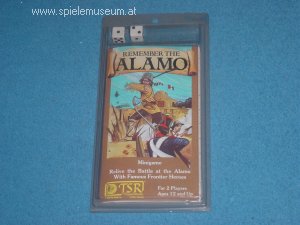 www.spielemuseum.at
REMEMBER THE
ALAMO
Minigame
Relive the Battle at the Alamo
With Famous Frontier Heroes
TSR
For 2 Players
Ages 12 and Up